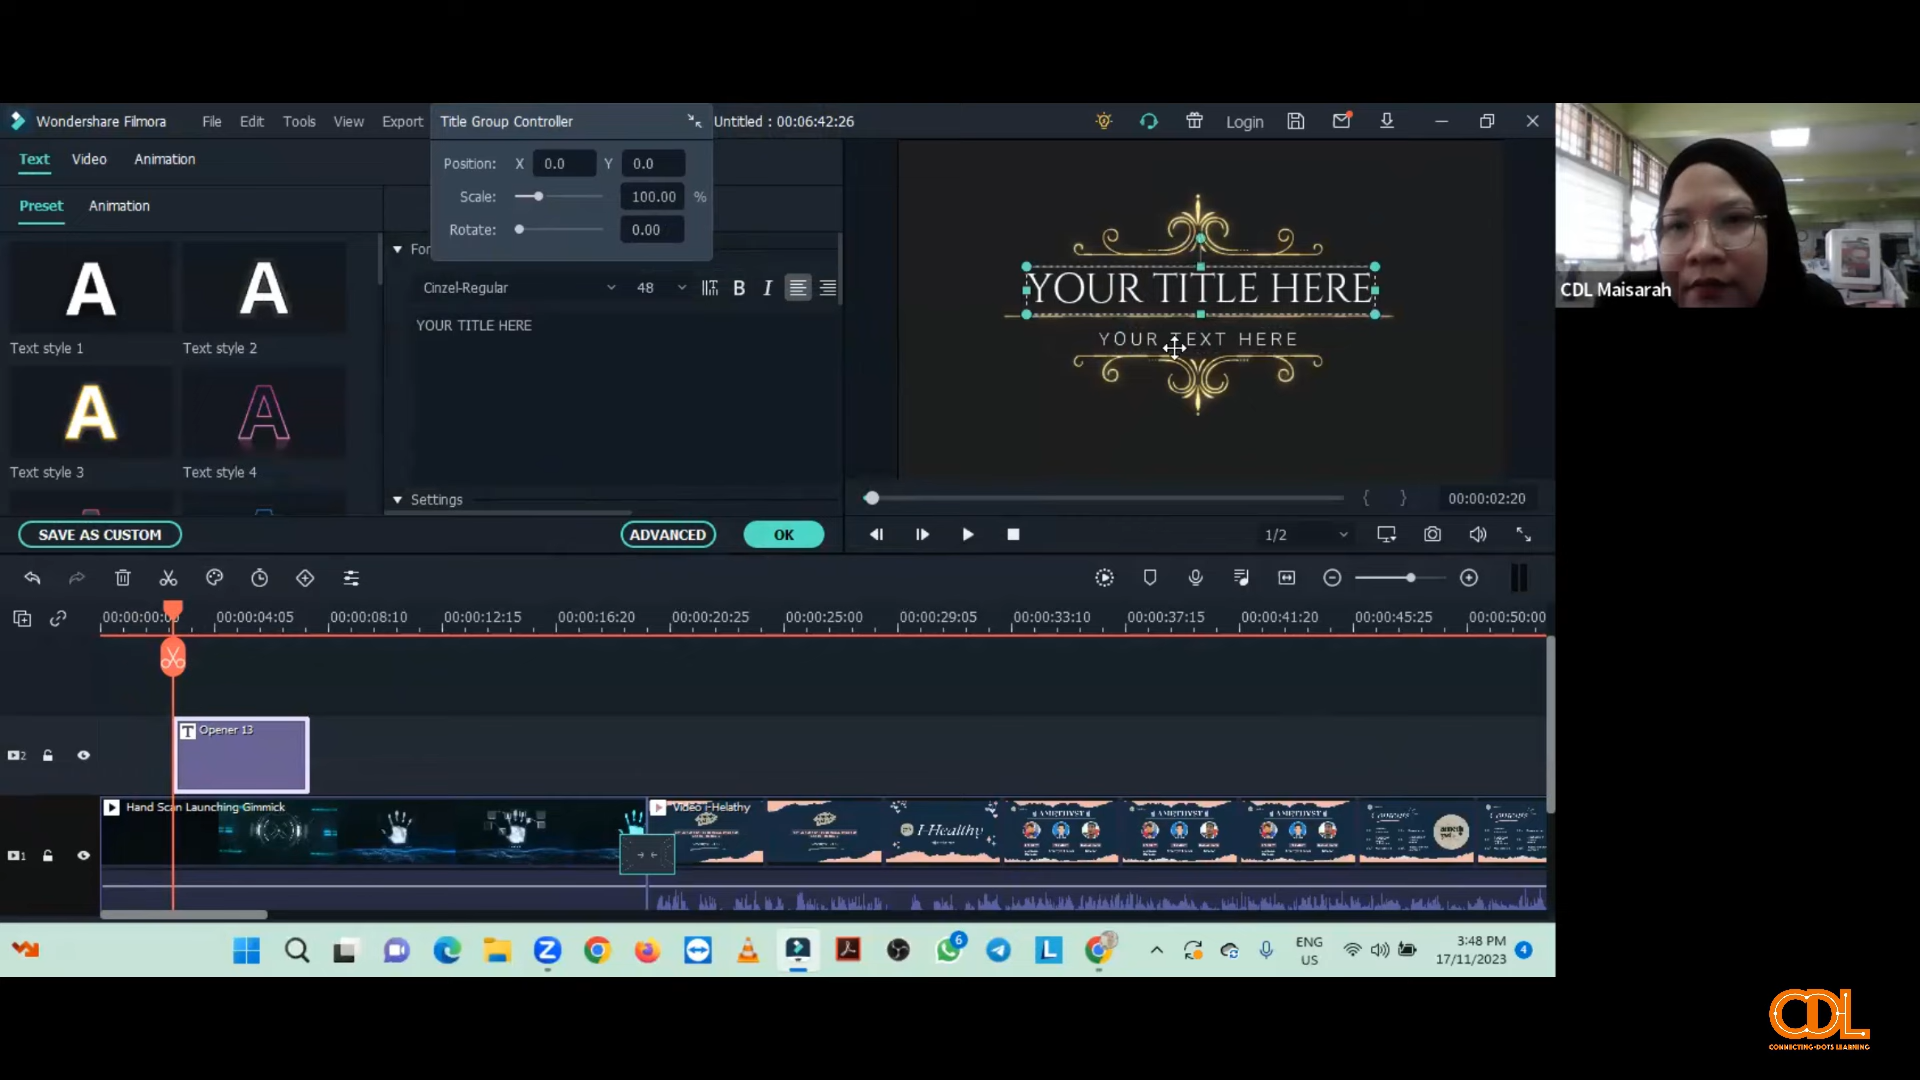 Wondershare Filmora
File
Edit
Tools
View
Export
Title Group Controller
Untitled : 00:06:42:26
Login
Text
Video
Animation
Position:
X
0.0
Y
0.0
Scale:
100.00
%
Rotate:
0.00
Preset
Animation
Cinzel-Regular
48
B
I
YOUR TITLE HERE
A
A
Text style 1
Text style 2
A
A
Text style 3
Text style 4
Settings
SAVE AS CUSTOM
ADVANCED
OK
YOUR TITLE HERE
YOUR TEXT HERE
00:00:02:20
1/2
CDL Maisarah
00:00:04:05
00:00:08:10
00:00:12:15
00:00:16:20
00:00:20:25
00:00:25:00
00:00:29:05
00:00:33:10
00:00:37:15
00:00:41:20
00:00:45:25
00:00:50:00
T
Opener 13
2
Hand Scan Launching Gimmick
Video I-Helathy
I-Healthy
AMETHYST
AMETHYST
AMETHYST
1
6
ENG
US
3:48 PM
17/11/2023
4
CDL
CONNECTING-DOTS LEARNING